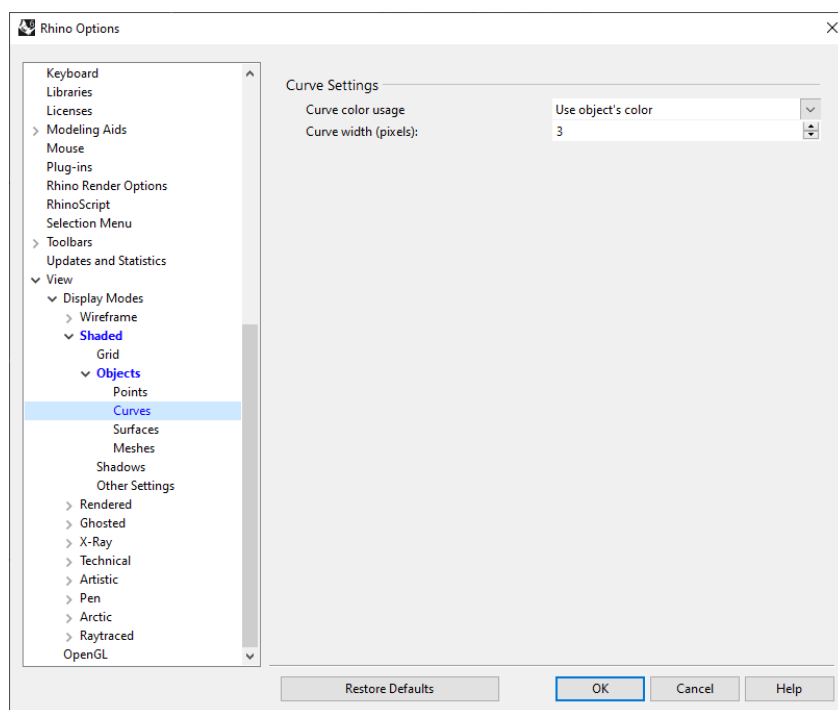 Rhino Options
Keyboard
Libraries
Licenses
Modeling Aids
Mouse
Plug-ins
Rhino Render Options
RhinoScript
Selection Menu
Toolbars
Updates and Statistics
View
Display Modes
Wireframe
Shaded
Grid
Objects
Points
Curves
Surfaces
Meshes
Shadows
Other Settings
Rendered
Ghosted
X-Ray
Technical
Artistic
Pen
Arctic
Raytraced
OpenGL
Curve Settings
Curve color usage Use object's color
Curve width (pixels): 3
Restore Defaults OK Cancel Help